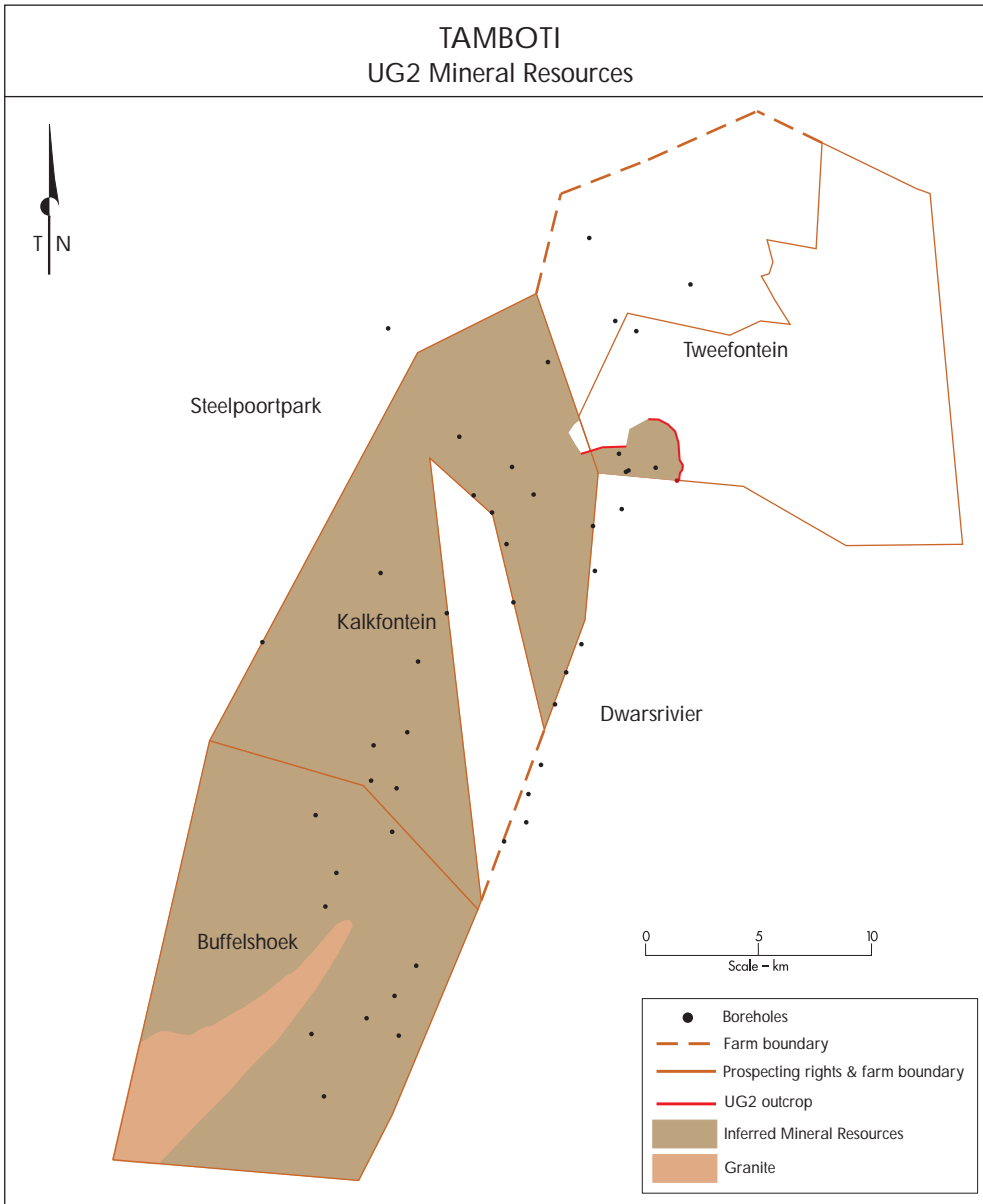 TAMBOTI
UG2 Mineral Resources
T N
Tweefontein
Steelpoortpark
Kalkfontein
Dwarsrivier
Buffelshoek
0 5 10
Scale – km
Boreholes
Farm boundary
Prospecting rights & farm boundary
UG2 outcrop
Inferred Mineral Resources
Granite